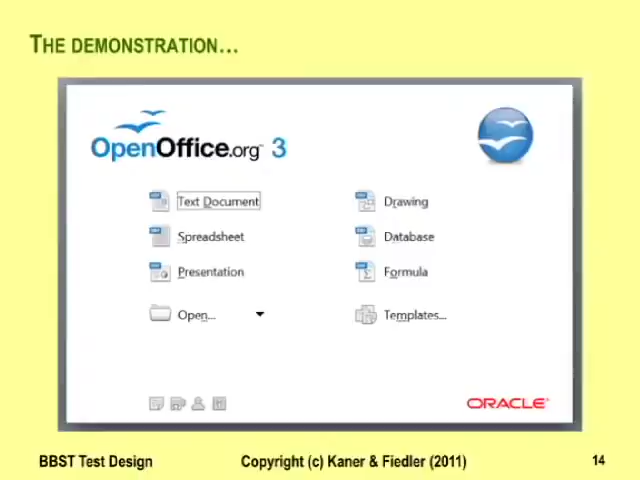 THE DEMONSTRATION...
OpenOffice.org 3
Text Document
Drawing
Spreadsheet
Database
Presentation
Formula
Open...
Templates...
ORACLE
BBST Test Design
Copyright (c) Kaner & Fiedler (2011)
14